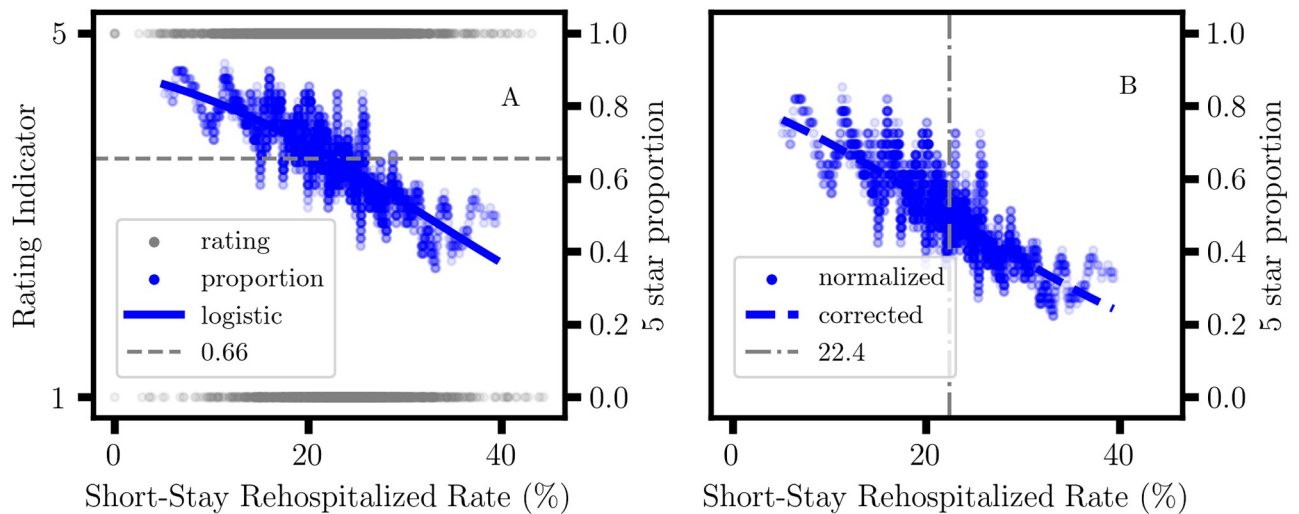 5
1
Rating Indicator
A
rating
proportion
logistic
0.66
1.0
0.8
0.6
0.4
0.2
0.0
5 star proportion
0
20
40
Short-Stay Rehospitalized Rate (%)
B
normalized
corrected
22.4
1.0
0.8
0.6
0.4
0.2
0.0
5 star proportion
0
20
40
Short-Stay Rehospitalized Rate (%)